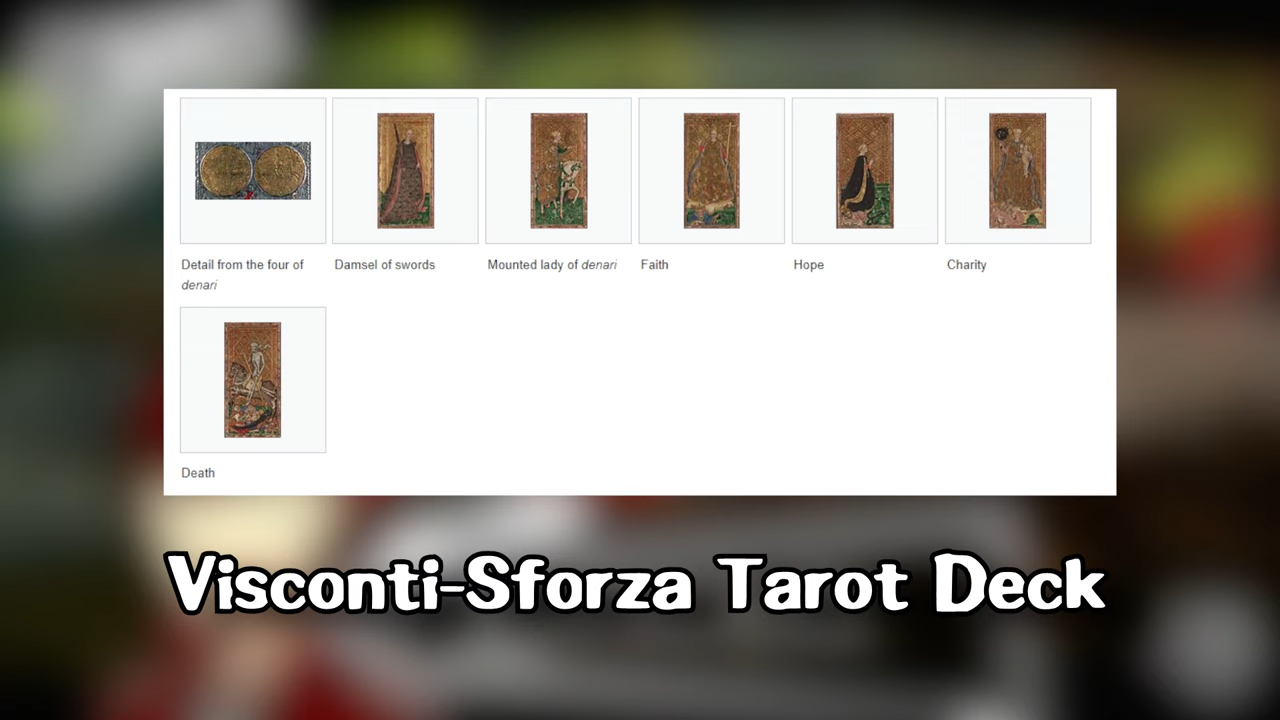 Detail from the four of
denari
Damsel of swords
Mounted lady of denari
Faith
Hope
Charity
Death
Visconti-Sforza Tarot Deck